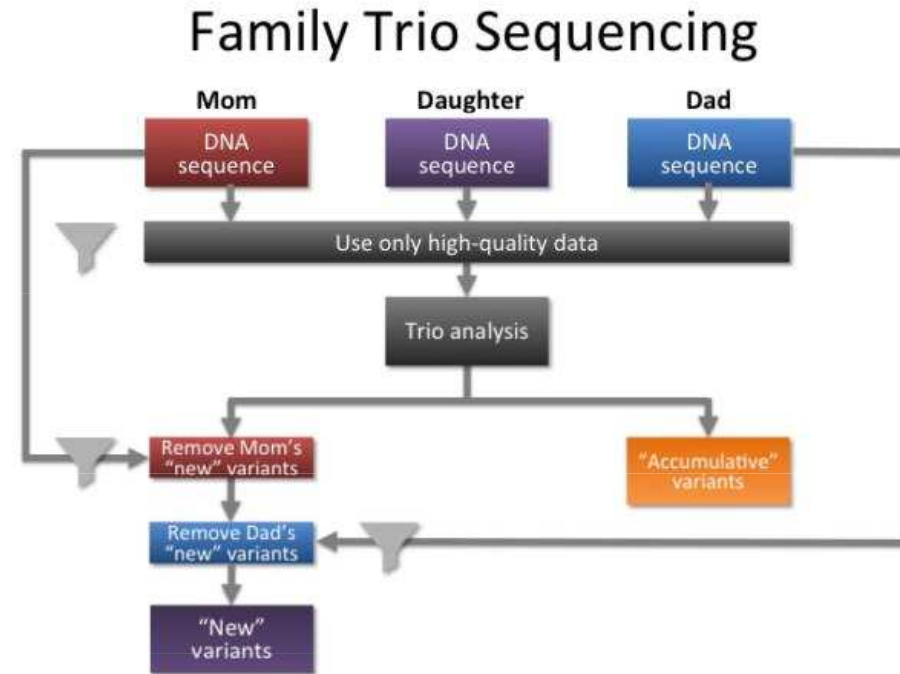 Family Trio Sequencing
Mom
Daughter
Dad
DNA
sequence
DNA
sequence
DNA
sequence
Use only high-quality data
Trio analysis
Remove Mom's
"new" variants
"Accumulative"
variants
Remove Dad's
"new" variants
"New"
variants